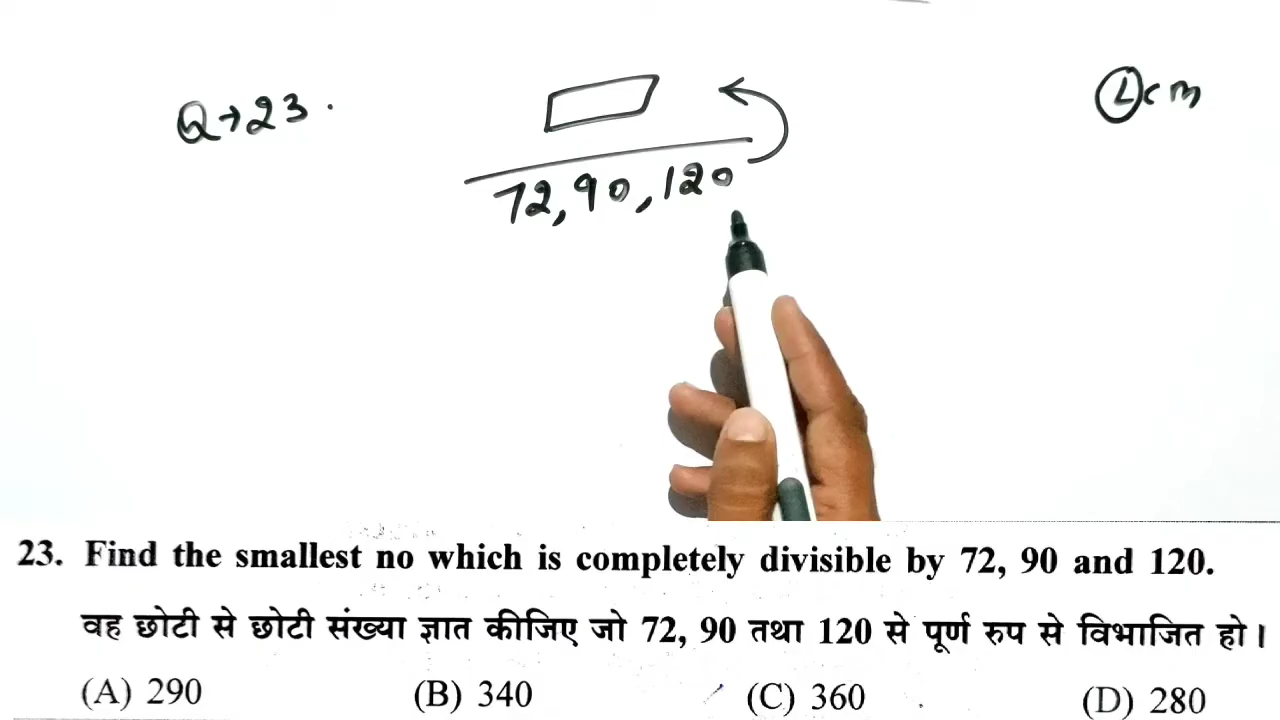 Q→23.
LCM
72, 90, 120
23. Find the smallest no which is completely divisible by 72, 90 and 120.
वह छोटी से छोटी संख्या ज्ञात कीजिए जो 72, 90 तथा 120 से पूर्ण रुप से विभाजित हो।
(A) 290 (B) 340 (C) 360 (D) 280